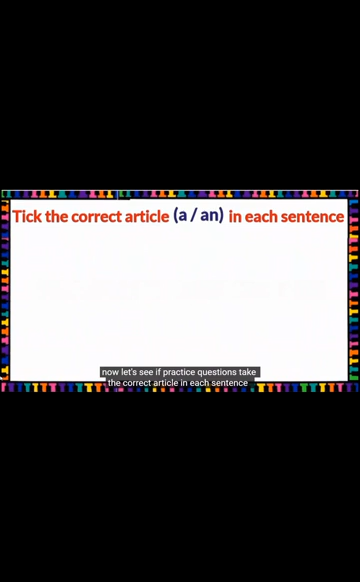 Tick the correct article (a / an) in each sentence
now let's see if practice questions take
the correct article in each sentence